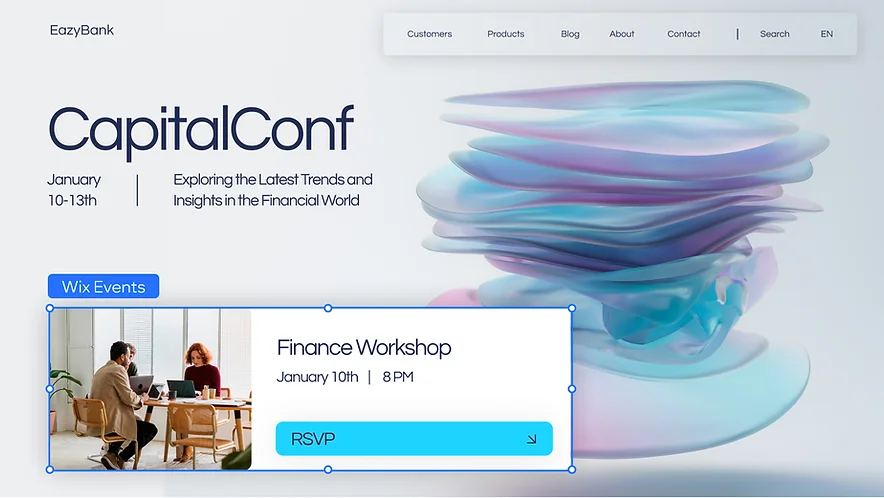 EazyBank
Customers Products Blog About Contact | Search EN
CapitalConf
January
10-13th
Exploring the Latest Trends and
Insights in the Financial World
Wix Events
Finance Workshop
January 10th | 8 PM
RSVP